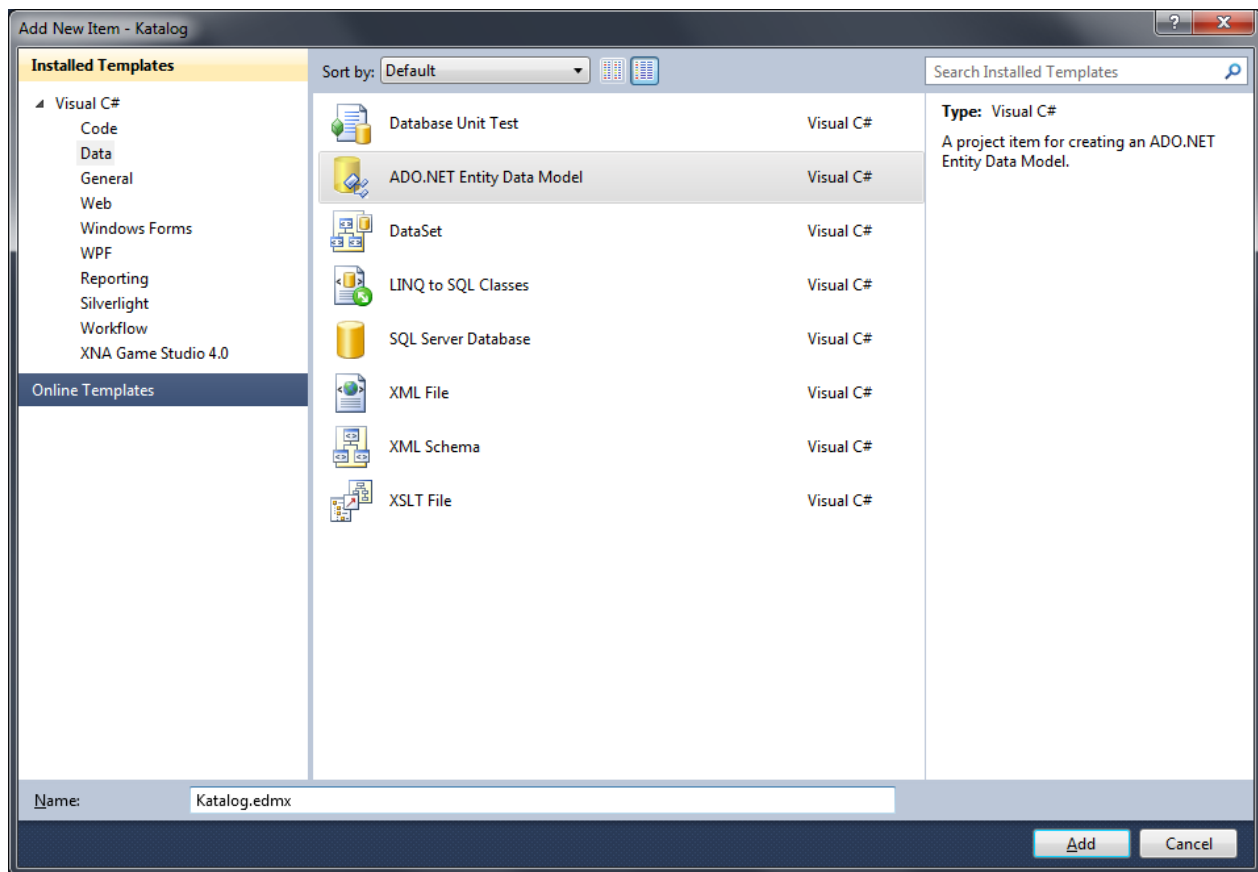 Add New Item - Katalog
Installed Templates
Visual C#
Code
Data
General
Web
Windows Forms
WPF
Reporting
Silverlight
Workflow
XNA Game Studio 4.0
Online Templates
Sort by: Default
Database Unit Test Visual C#
ADO.NET Entity Data Model Visual C#
DataSet Visual C#
LINQ to SQL Classes Visual C#
SQL Server Database Visual C#
XML File Visual C#
XML Schema Visual C#
XSLT File Visual C#
Search Installed Templates
Type: Visual C#
A project item for creating an ADO.NET
Entity Data Model.
Name: Katalog.edmx
Add Cancel